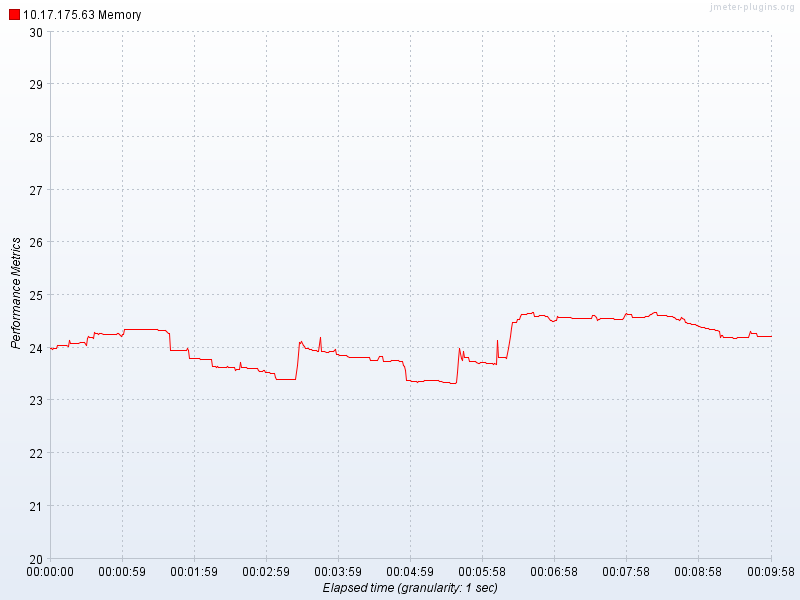 10.17.175.63 Memory
jmeter-plugins.org
30
29
28
27
26
25
24
23
22
21
20
Performance Metrics
00:00:00 00:00:59 00:01:59 00:02:59 00:03:59 00:04:59 00:05:58 00:06:58 00:07:58 00:08:58 00:09:58
Elapsed time (granularity: 1 sec)